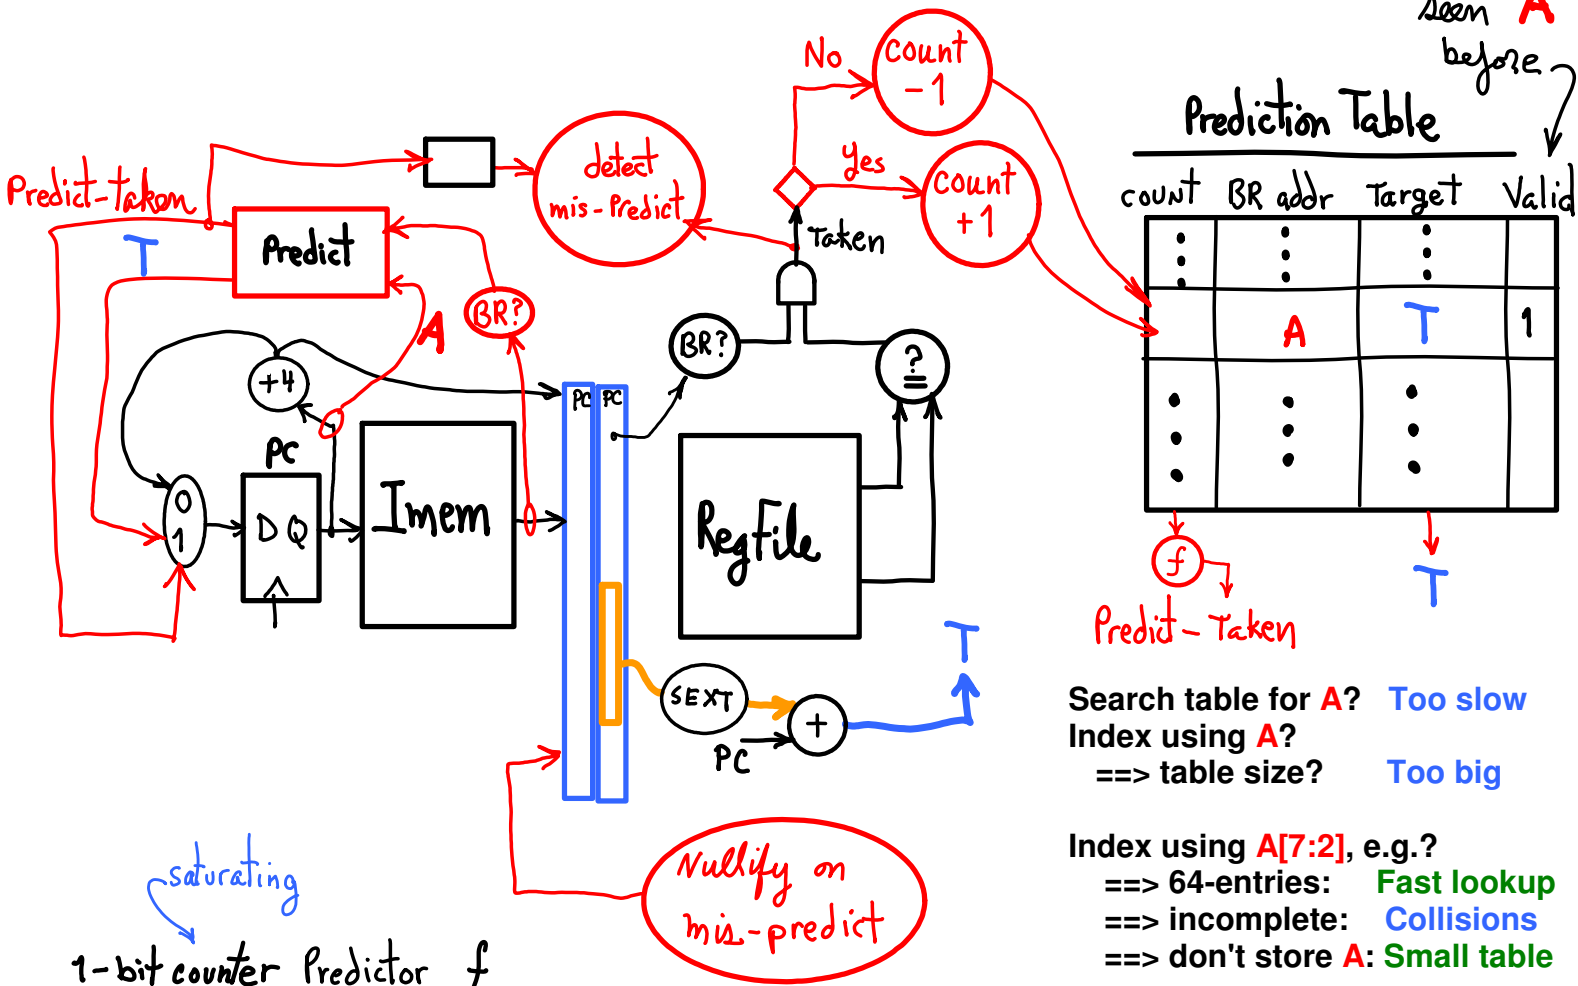 seen A
before
No
count
-1
Prediction Table
Yes
count
+1
detect
mis-Predict
Predict-taken
T
Predict
Taken
count BR addr Target Valid
A T 1
BR?
A
BR?
?
=
+4
PC PC
PC
0
1
D Q
Imem
RegFile
f
T
Predict-Taken
T
SEXT
+
PC
Search table for A? Too slow
Index using A?
==> table size? Too big
Index using A[7:2], e.g.?
==> 64-entries: Fast lookup
==> incomplete: Collisions
==> don't store A: Small table
Nullify on
mis-predict
saturating
1-bit counter Predictor f